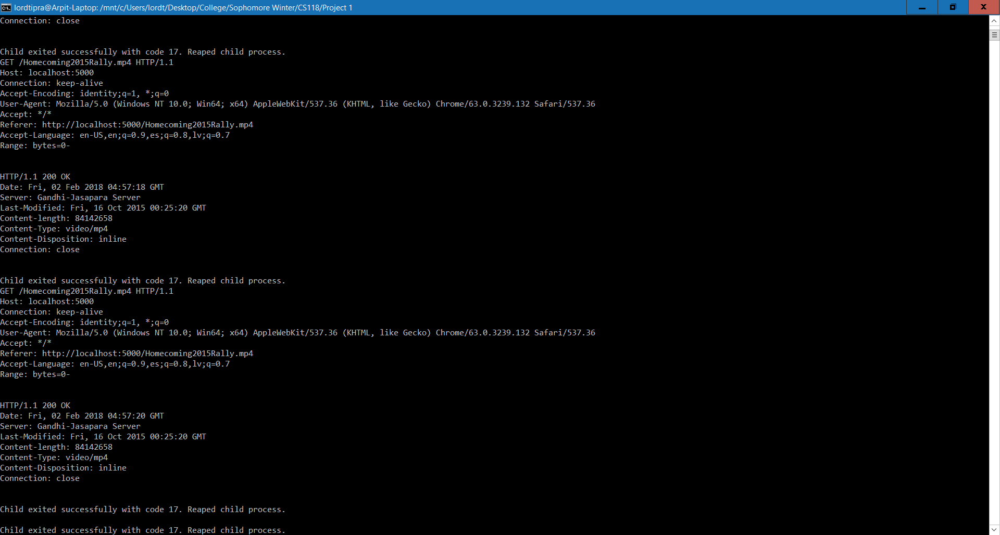 lordtipra@Arpit-Laptop: /mnt/c/Users/lordt/Desktop/College/Sophomore Winter/CS118/Project 1
Connection: close
Child exited successfully with code 17. Reaped child process.
GET /Homecoming2015Rally.mp4 HTTP/1.1
Host: localhost:5000
Connection: keep-alive
Accept-Encoding: identity;q=1, *;q=0
User-Agent: Mozilla/5.0 (Windows NT 10.0; Win64; x64) AppleWebKit/537.36 (KHTML, like Gecko) Chrome/63.0.3239.132 Safari/537.36
Accept: */*
Referer: http://localhost:5000/Homecoming2015Rally.mp4
Accept-Language: en-US,en;q=0.9,es;q=0.8,lv;q=0.7
Range: bytes=0-
HTTP/1.1 200 OK
Date: Fri, 02 Feb 2018 04:57:18 GMT
Server: Gandhi-Jasapara Server
Last-Modified: Fri, 16 Oct 2015 00:25:20 GMT
Content-length: 84142658
Content-Type: video/mp4
Content-Disposition: inline
Connection: close
Child exited successfully with code 17. Reaped child process.
GET /Homecoming2015Rally.mp4 HTTP/1.1
Host: localhost:5000
Connection: keep-alive
Accept-Encoding: identity;q=1, *;q=0
User-Agent: Mozilla/5.0 (Windows NT 10.0; Win64; x64) AppleWebKit/537.36 (KHTML, like Gecko) Chrome/63.0.3239.132 Safari/537.36
Accept: */*
Referer: http://localhost:5000/Homecoming2015Rally.mp4
Accept-Language: en-US,en;q=0.9,es;q=0.8,lv;q=0.7
Range: bytes=0-
HTTP/1.1 200 OK
Date: Fri, 02 Feb 2018 04:57:20 GMT
Server: Gandhi-Jasapara Server
Last-Modified: Fri, 16 Oct 2015 00:25:20 GMT
Content-length: 84142658
Content-Type: video/mp4
Content-Disposition: inline
Connection: close
Child exited successfully with code 17. Reaped child process.
Child exited successfully with code 17. Reaped child process.